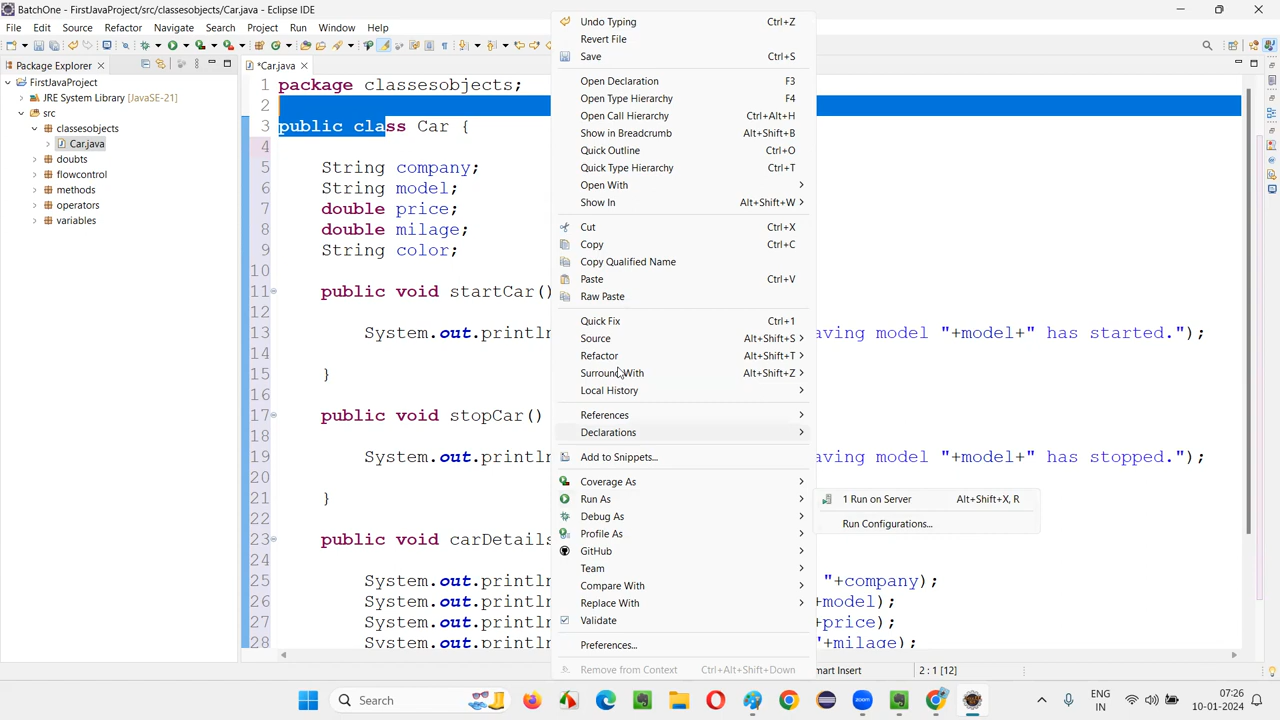 BatchOne - FirstJavaProject/src/classesobjects/Car.java - Eclipse IDE
File Edit Source Refactor Navigate Search Project Run Window Help
Package Explorer
FirstJavaProject
JRE System Library [JavaSE-21]
src
classesobjects
Car.java
doubts
flowcontrol
methods
operators
variables
*Car.java
1 package classesobjects;
2
3 public class Car {
4
5 String company;
6 String model;
7 double price;
8 double milage;
9 String color;
10
11 public void startCar()
12
13 System.out.println aving model "+model+" has started.");
14
15 }
16
17 public void stopCar()
18
19 System.out.println aving model "+model+" has stopped.");
20
21 }
22
23 public void carDetails
24
25 System.out.println "+company);
26 System.out.println +model);
27 System.out.println +price);
28 System.out.println "+milage);
Undo Typing Ctrl+Z
Revert File
Save Ctrl+S
Open Declaration F3
Open Type Hierarchy F4
Open Call Hierarchy Ctrl+Alt+H
Show in Breadcrumb Alt+Shift+B
Quick Outline Ctrl+O
Quick Type Hierarchy Ctrl+T
Open With
Show In Alt+Shift+W
Cut Ctrl+X
Copy Ctrl+C
Copy Qualified Name
Paste Ctrl+V
Raw Paste
Quick Fix Ctrl+1
Source Alt+Shift+S
Refactor Alt+Shift+T
Surround With Alt+Shift+Z
Local History
References
Declarations
Add to Snippets...
Coverage As
Run As
Debug As
Profile As
GitHub
Team
Compare With
Replace With
Validate
Preferences...
Remove from Context Ctrl+Alt+Shift+Down
1 Run on Server Alt+Shift+X, R
Run Configurations...
mart Insert 2 : 1 [12]
Search
zoom
ENG
IN
07:26
10-01-2024